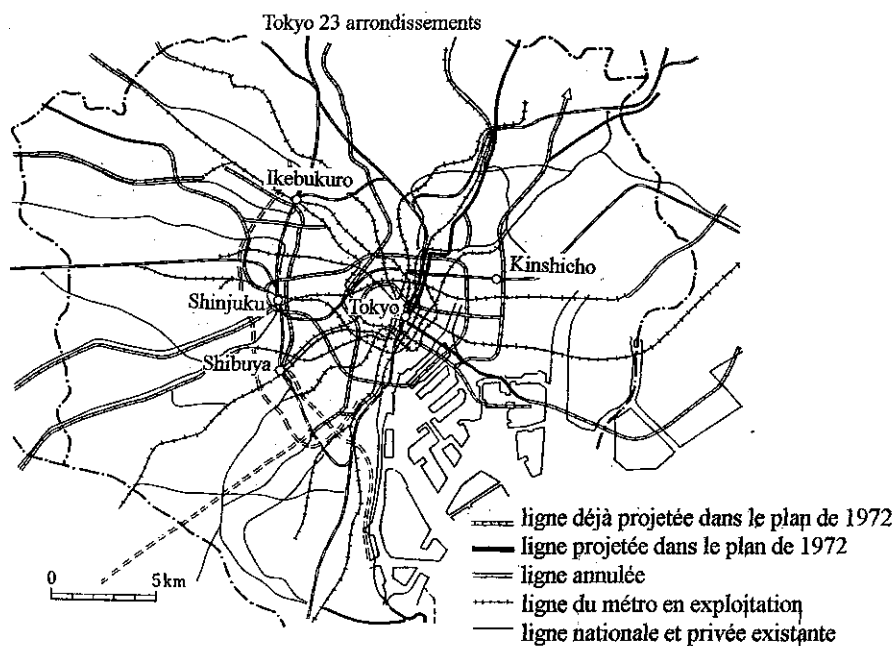 Tokyo 23 arrondissements
Ikebukuro
Kinshicho
Shinjuku
Tokyo
Shibuya
0 5km
ligne déjà projetée dans le plan de 1972
ligne projetée dans le plan de 1972
ligne annulée
ligne du métro en exploitation
ligne nationale et privée existante